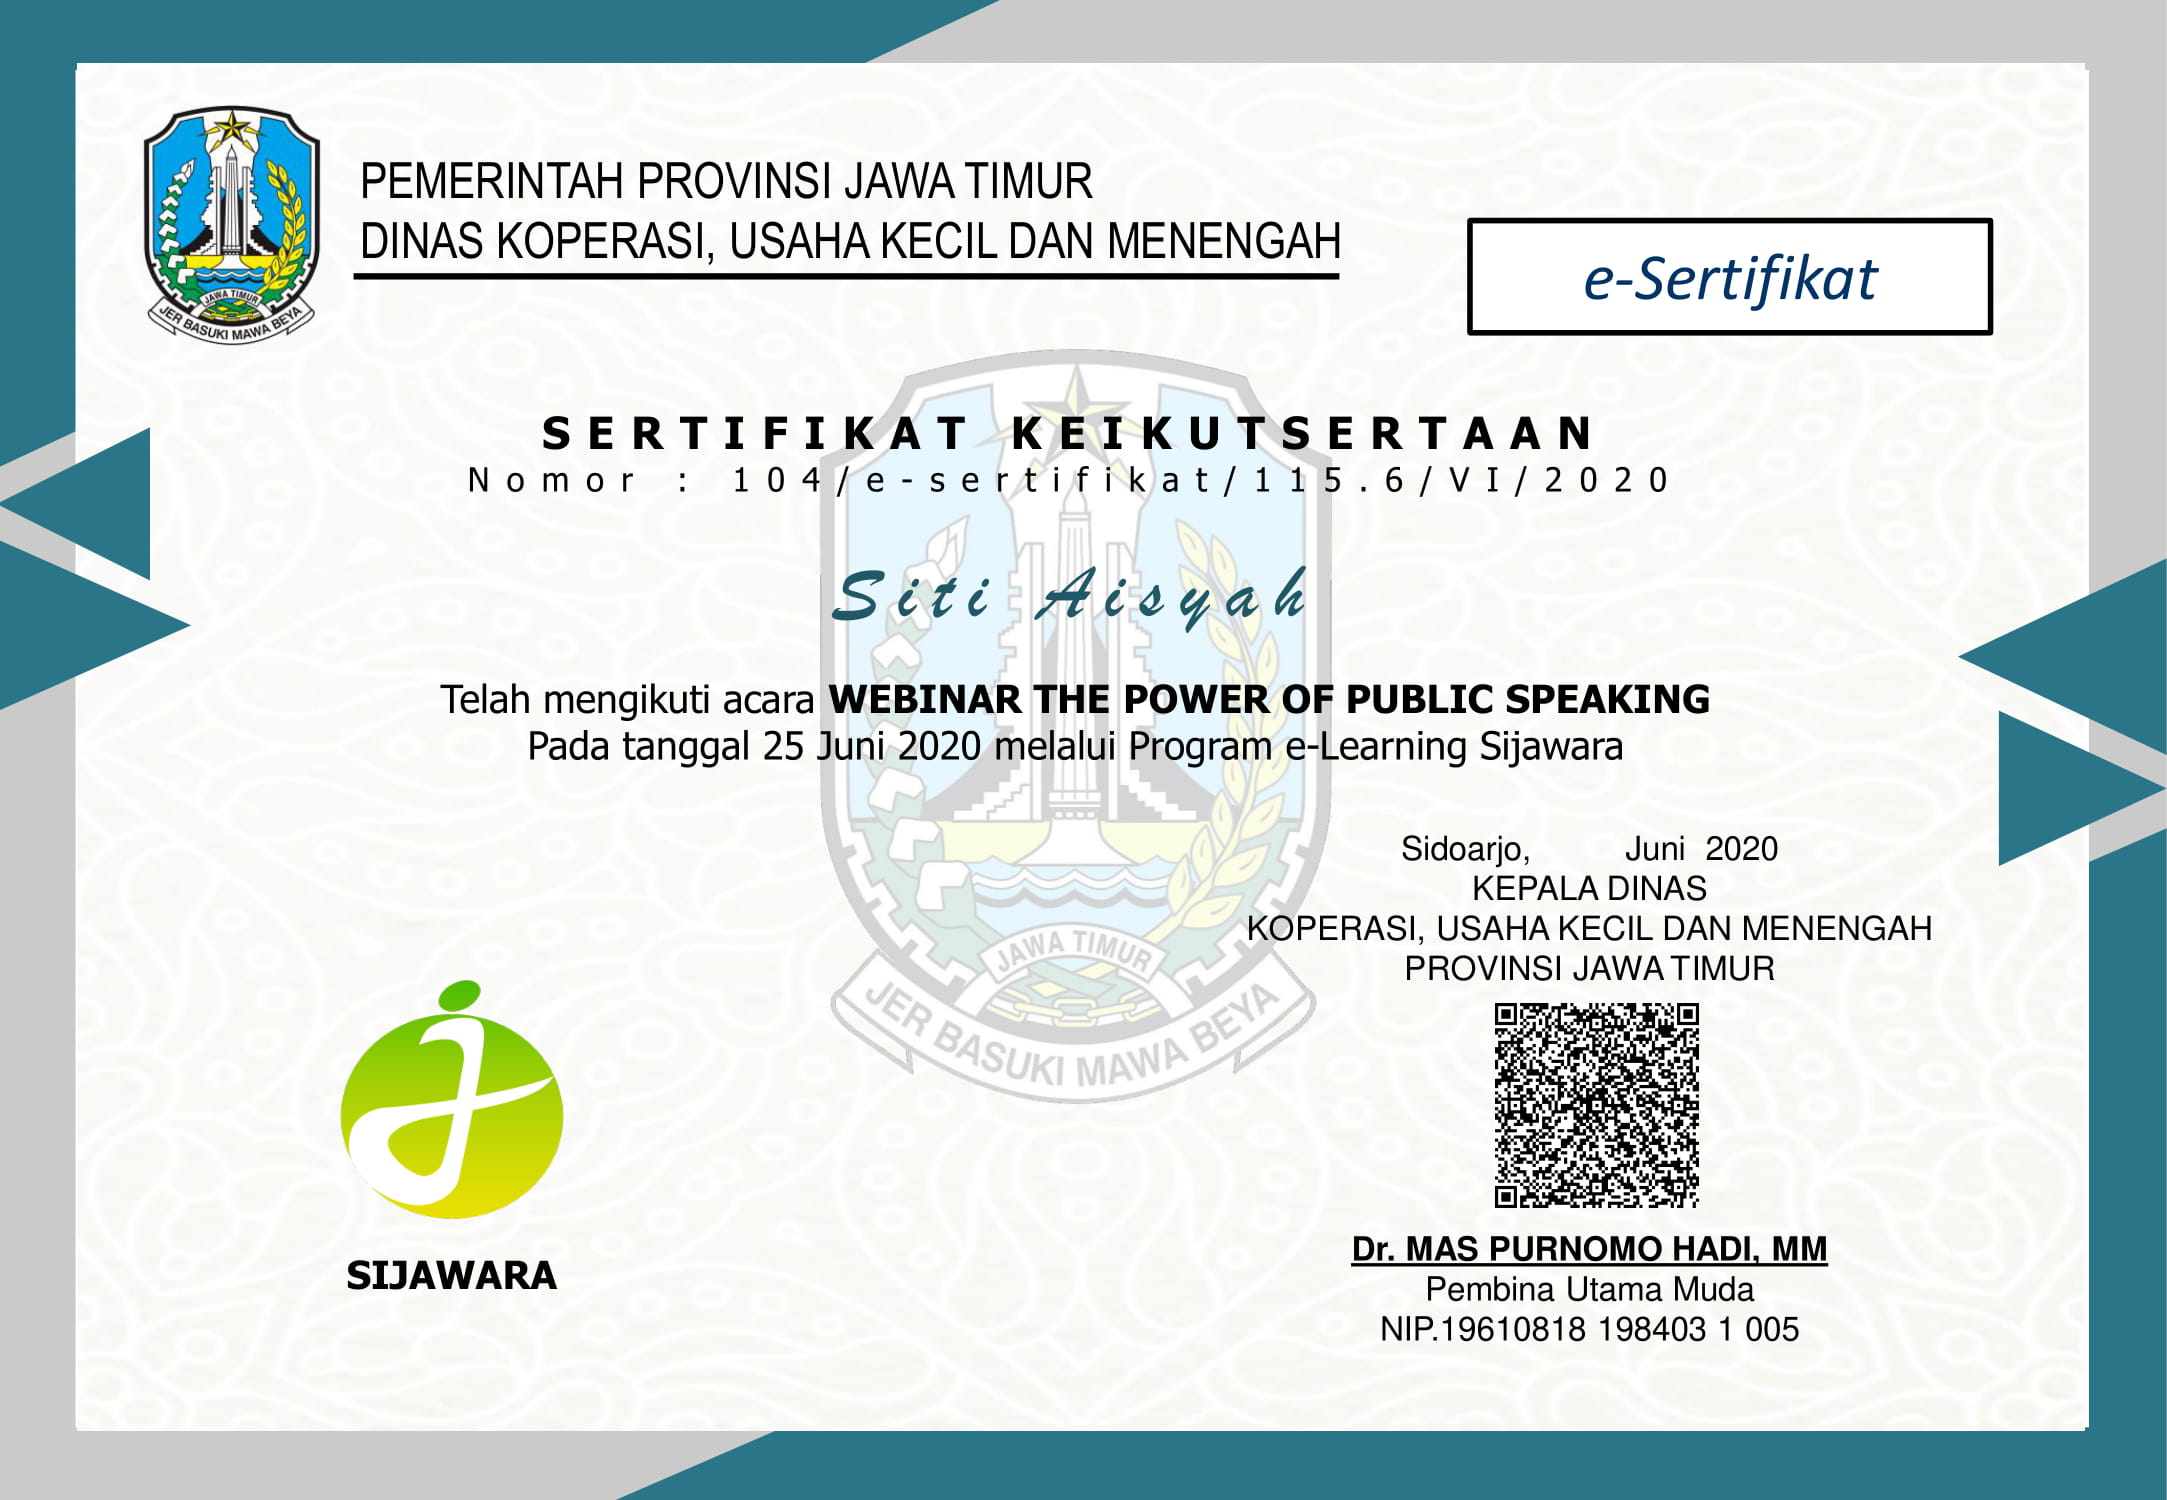 PEMERINTAH PROVINSI JAWA TIMUR
DINAS KOPERASI, USAHA KECIL DAN MENENGAH
JAWA TIMUR
JER BASUKI MAWA BEYA
e-Sertifikat
SERTIFIKAT KEIKUTSERTAAN
Nomor : 104/e-sertifikat/115.6/VI/2020
Siti Aisyah
Telah mengikuti acara WEBINAR THE POWER OF PUBLIC SPEAKING
Pada tanggal 25 Juni 2020 melalui Program e-Learning Sijawara
Sidoarjo, Juni 2020
KEPALA DINAS
KOPERASI, USAHA KECIL DAN MENENGAH
PROVINSI JAWA TIMUR
JAWA TIMUR
JER BASUKI MAWA BEYA
SIJAWARA
Dr. MAS PURNOMO HADI, MM
Pembina Utama Muda
NIP.19610818 198403 1 005